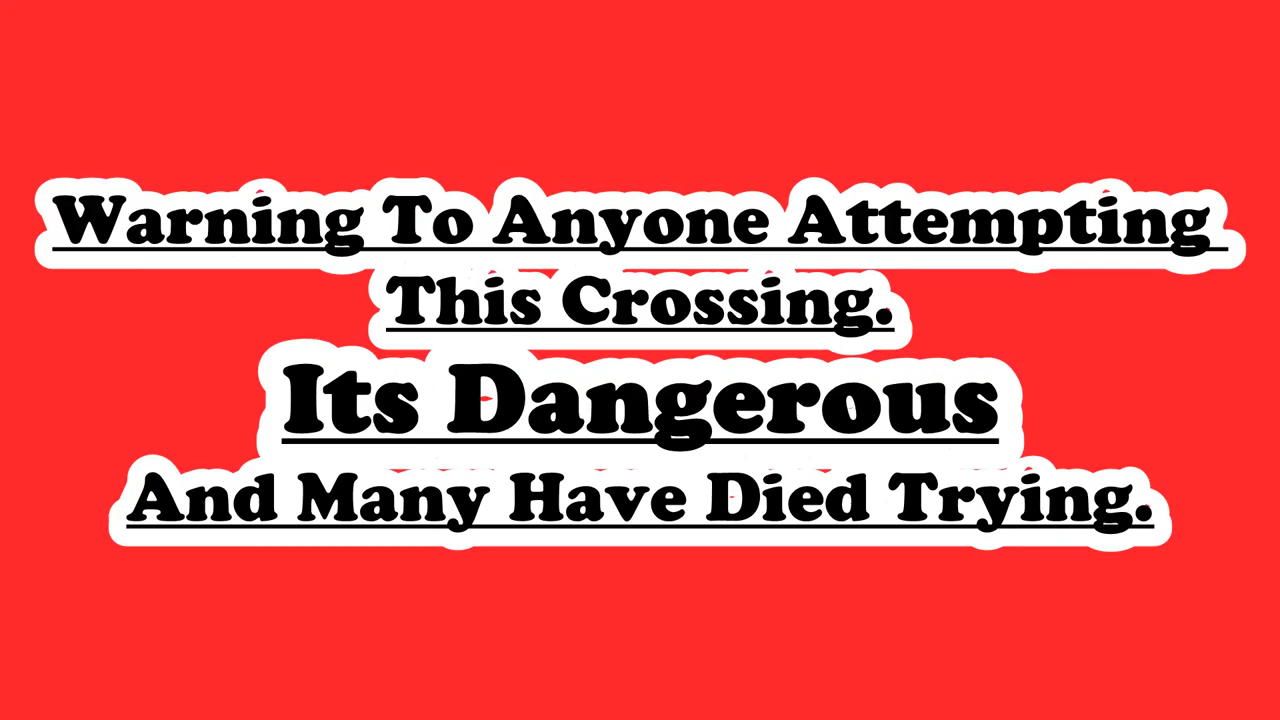 Warning To Anyone Attempting
This Crossing.
Its Dangerous
And Many Have Died Trying.